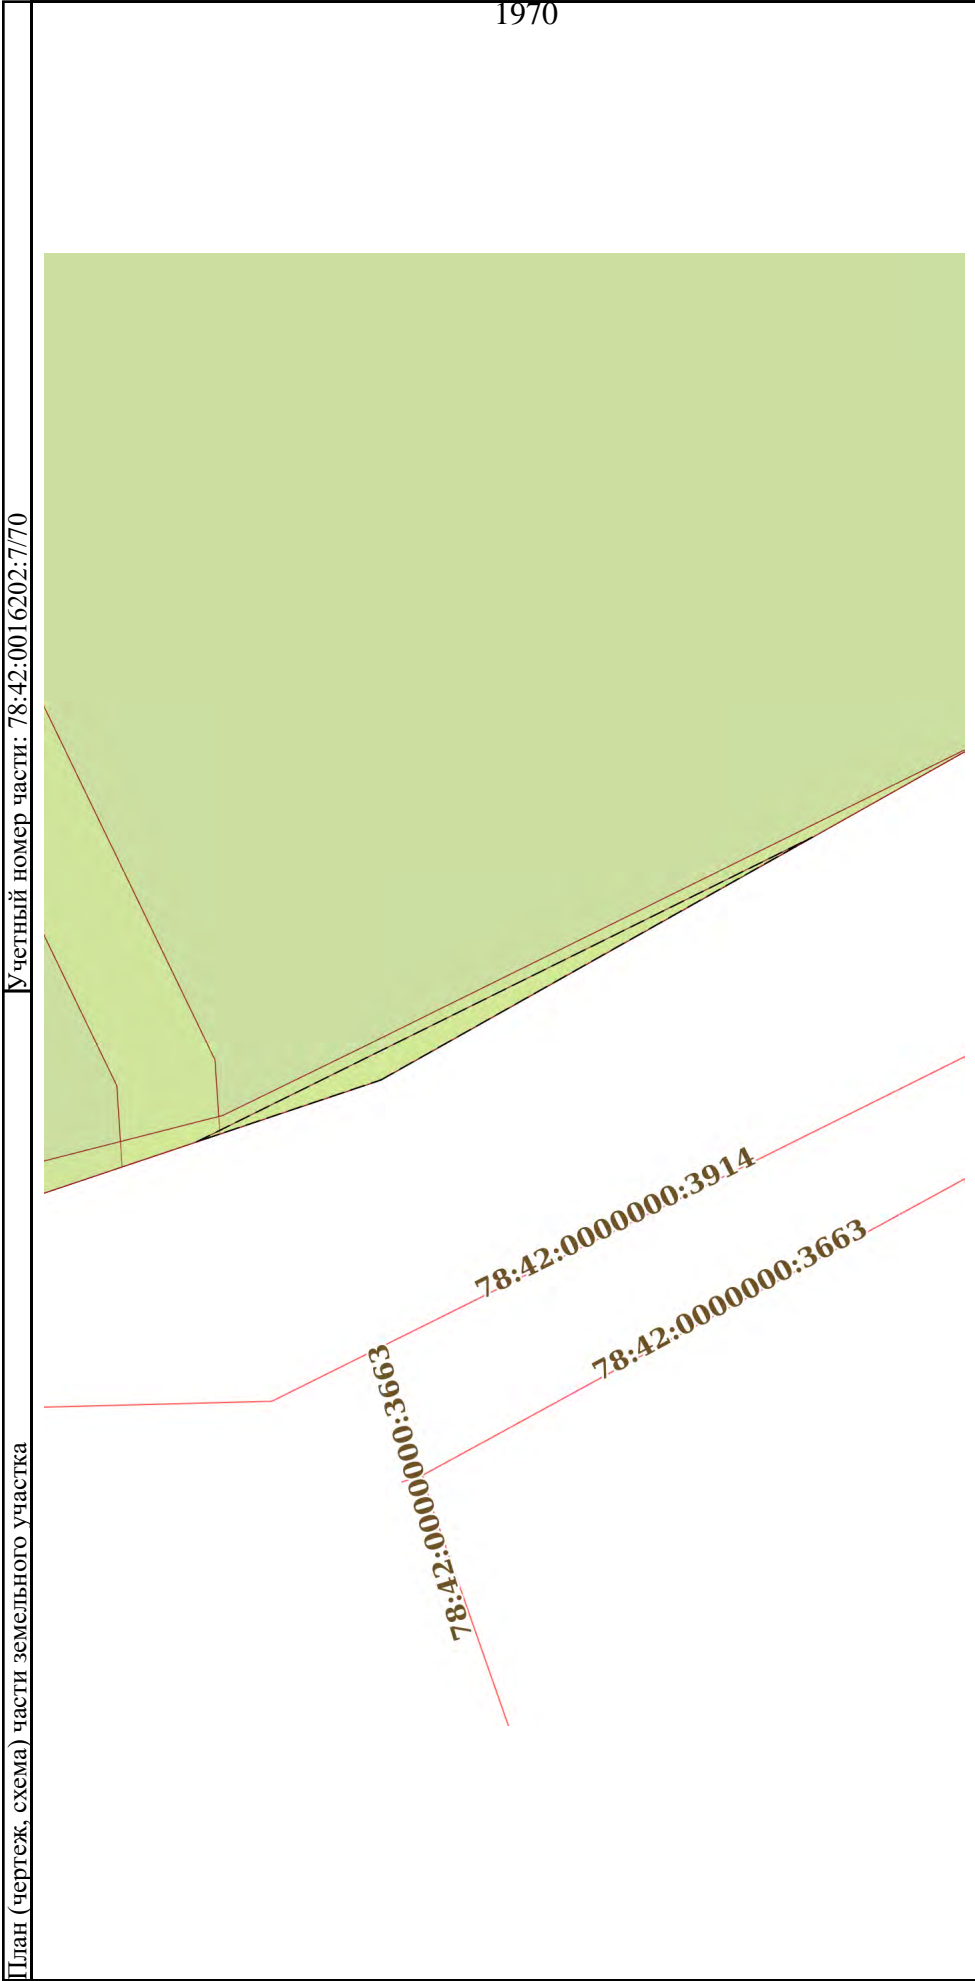 1970
План (чертеж, схема) части земельного участка
Учетный номер части: 78:42:0016202:7/70
78:42:0000000:3914
78:42:0000000:3663
78:42:0000000:3663